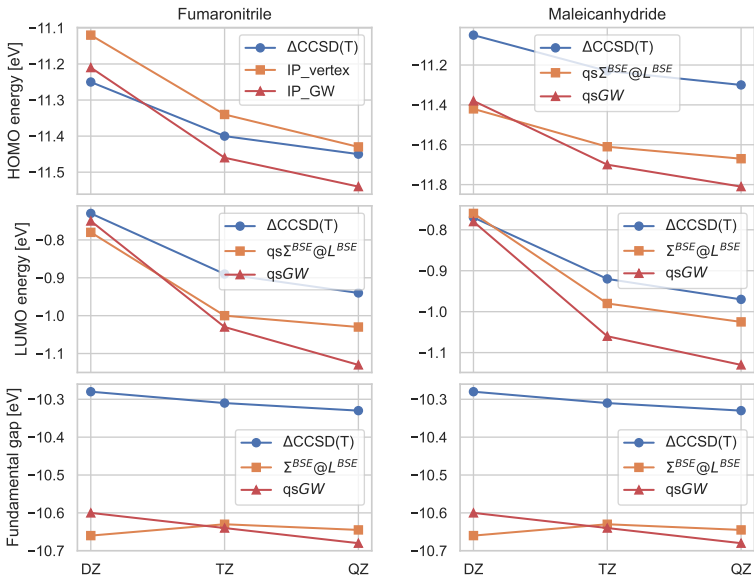 Fumaronitrile
Maleicanhydride
HOMO energy [eV]
−11.1
−11.2
−11.3
−11.4
−11.5
ΔCCSD(T)
IP_vertex
IP_GW
−11.2
−11.4
−11.6
−11.8
ΔCCSD(T)
qsΣ^BSE@L^BSE
qsGW
LUMO energy [eV]
−0.8
−0.9
−1.0
−1.1
ΔCCSD(T)
qsΣ^BSE@L^BSE
qsGW
−0.7
−0.8
−0.9
−1.0
−1.1
ΔCCSD(T)
Σ^BSE@L^BSE
qsGW
Fundamental gap [eV]
−10.3
−10.4
−10.5
−10.6
−10.7
ΔCCSD(T)
Σ^BSE@L^BSE
qsGW
DZ
TZ
QZ
−10.3
−10.4
−10.5
−10.6
−10.7
ΔCCSD(T)
Σ^BSE@L^BSE
qsGW
DZ
TZ
QZ